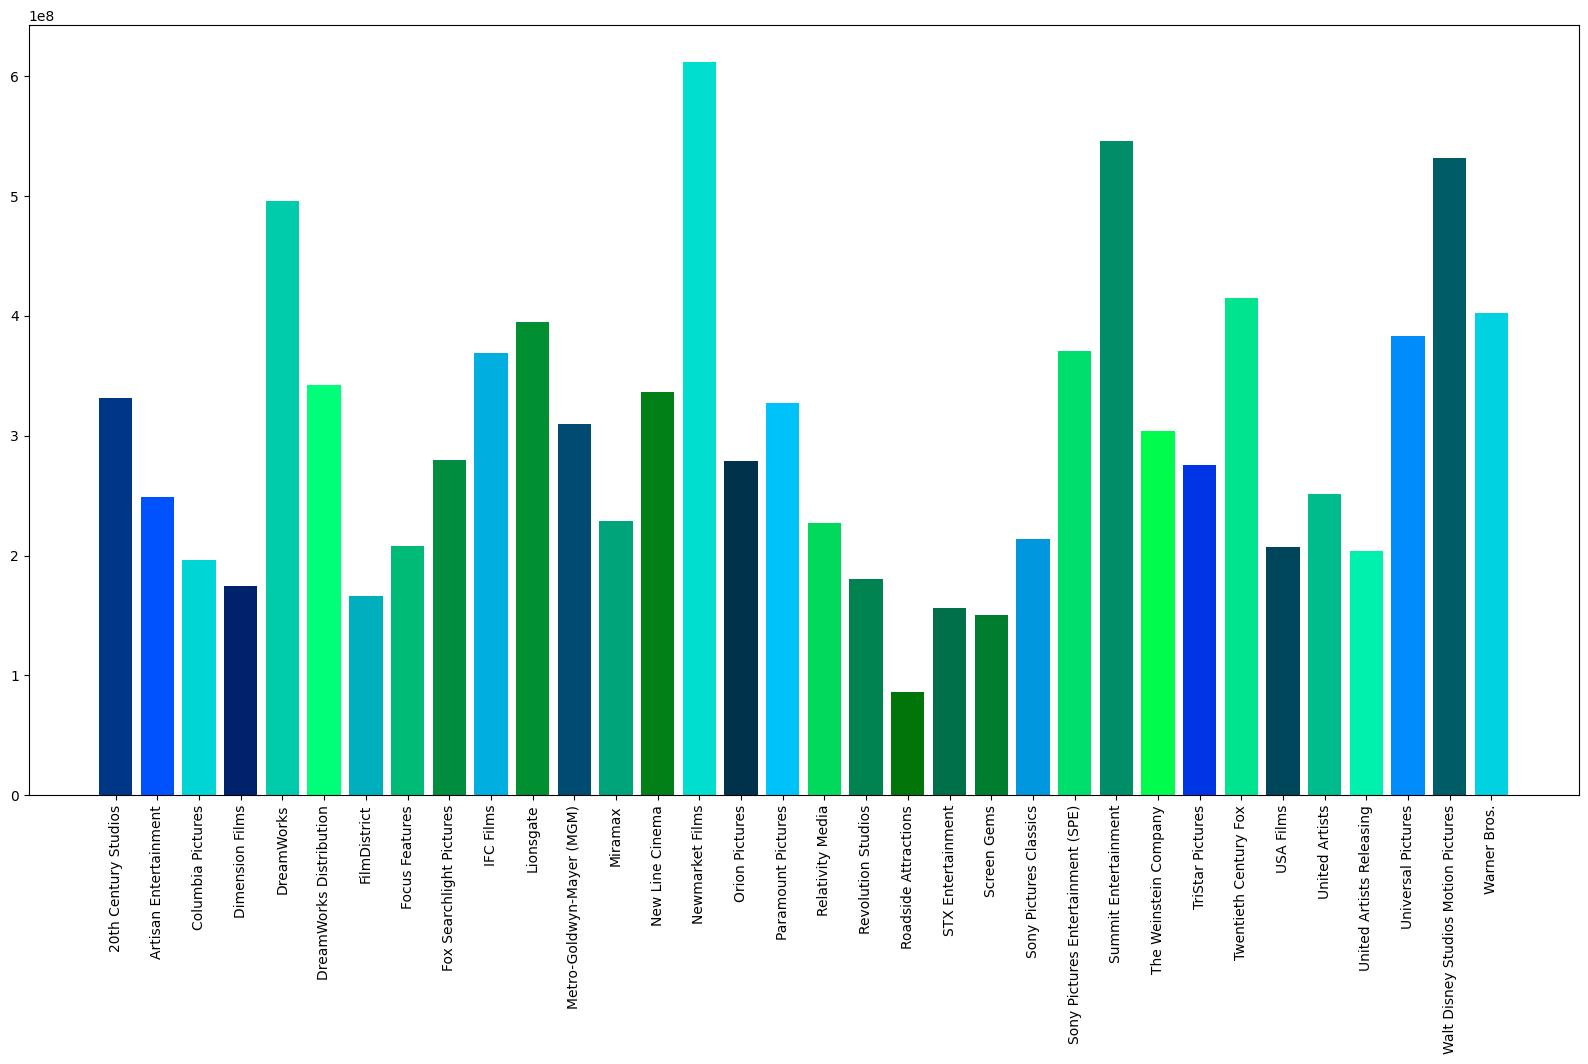 1e8
6
5
4
3
2
1
0
20th Century Studios
Artisan Entertainment
Columbia Pictures
Dimension Films
DreamWorks
DreamWorks Distribution
FilmDistrict
Focus Features
Fox Searchlight Pictures
IFC Films
Lionsgate
Metro-Goldwyn-Mayer (MGM)
Miramax
New Line Cinema
Newmarket Films
Orion Pictures
Paramount Pictures
Relativity Media
Revolution Studios
Roadside Attractions
STX Entertainment
Screen Gems
Sony Pictures Classics
Sony Pictures Entertainment (SPE)
Summit Entertainment
The Weinstein Company
TriStar Pictures
Twentieth Century Fox
USA Films
United Artists
United Artists Releasing
Universal Pictures
Walt Disney Studios Motion Pictures
Warner Bros.